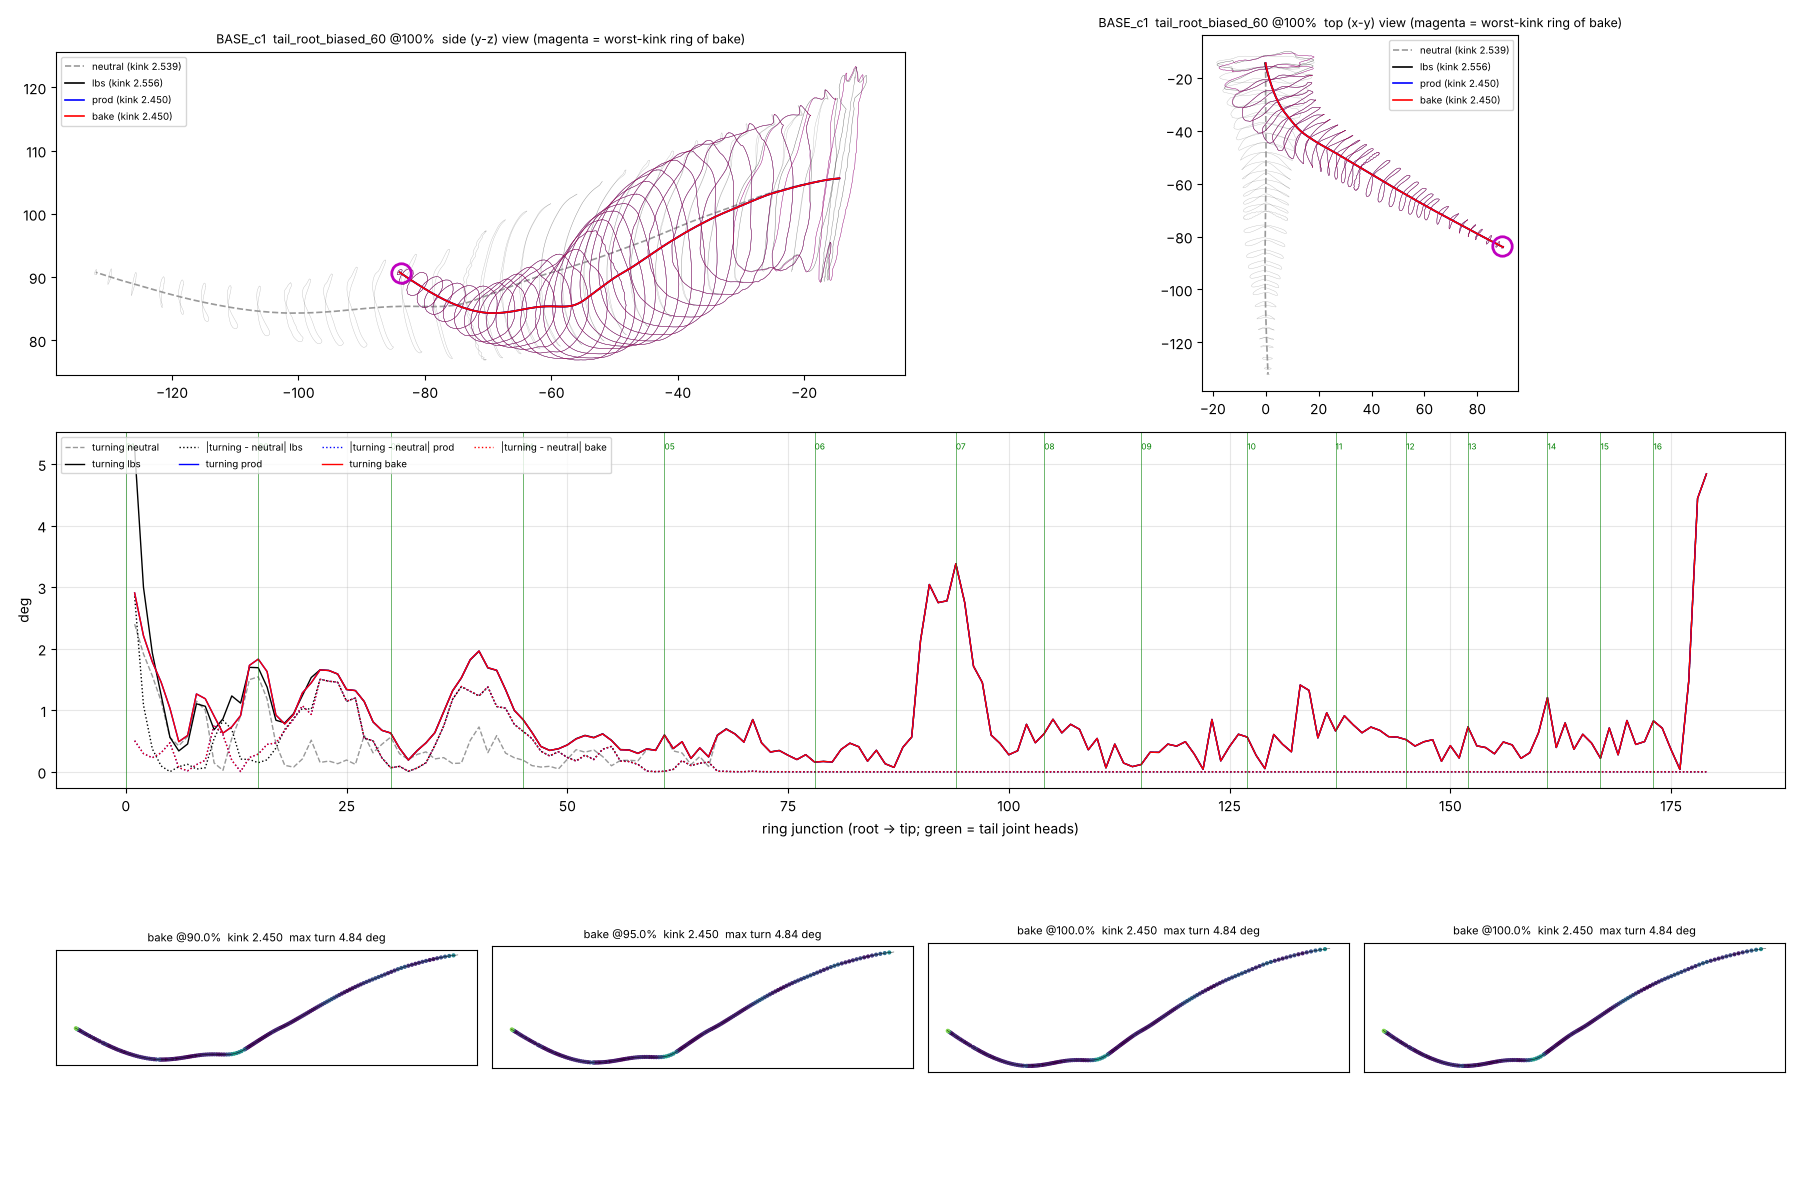 BASE_c1 tail_root_biased_60 @100% side (y-z) view (magenta = worst-kink ring of bake)
neutral (kink 2.539)
lbs (kink 2.556)
prod (kink 2.450)
bake (kink 2.450)
120
110
100
90
80
−120
−100
−80
−60
−40
−20
BASE_c1 tail_root_biased_60 @100% top (x-y) view (magenta = worst-kink ring of bake)
neutral (kink 2.539)
lbs (kink 2.556)
prod (kink 2.450)
bake (kink 2.450)
−20
−40
−60
−80
−100
−120
−20
0
20
40
60
80
turning neutral
turning lbs
|turning - neutral| lbs
turning prod
|turning - neutral| prod
turning bake
|turning - neutral| bake
05
06
07
08
09
10
11
12
13
14
15
16
deg
5
4
3
2
1
0
0
25
50
75
100
125
150
175
ring junction (root → tip; green = tail joint heads)
bake @90.0% kink 2.450 max turn 4.84 deg
bake @95.0% kink 2.450 max turn 4.84 deg
bake @100.0% kink 2.450 max turn 4.84 deg
bake @100.0% kink 2.450 max turn 4.84 deg